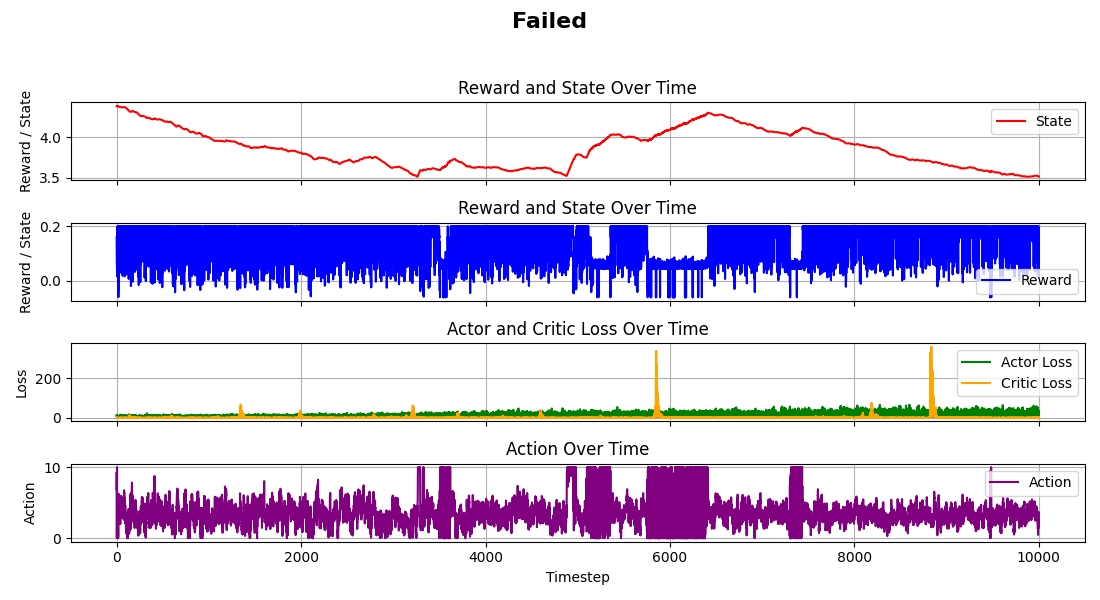 Failed
Reward and State Over Time
Reward / State
4.0
3.5
State
Reward and State Over Time
Reward / State
0.2
0.0
Reward
Actor and Critic Loss Over Time
Loss
200
0
Actor Loss
Critic Loss
Action Over Time
Action
10
0
Action
0 2000 4000 6000 8000 10000
Timestep